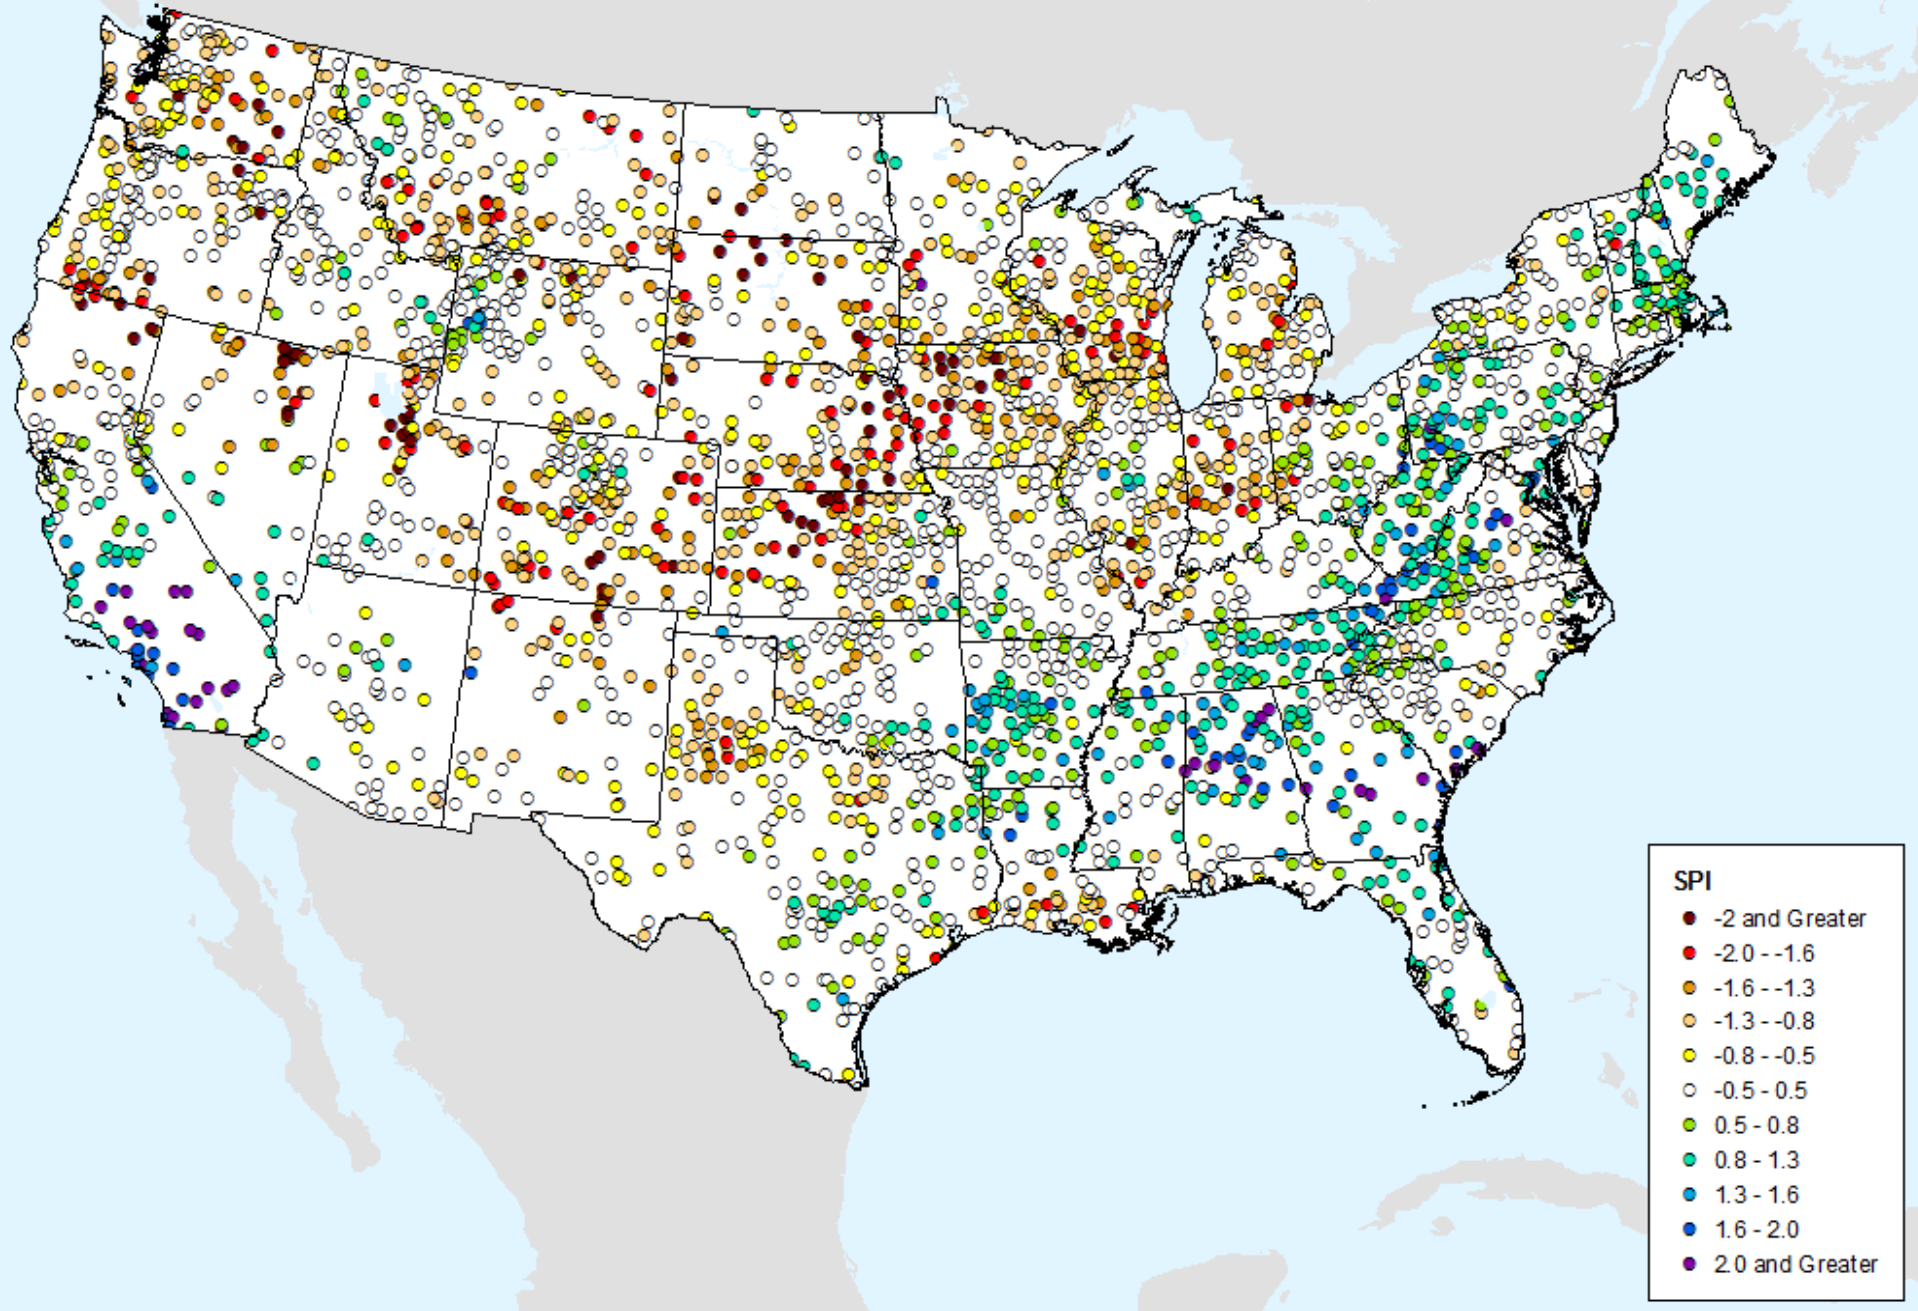 SPI
-2 and Greater
-2.0 - -1.6
-1.6 - -1.3
-1.3 - -0.8
-0.8 - -0.5
-0.5 - 0.5
0.5 - 0.8
0.8 - 1.3
1.3 - 1.6
1.6 - 2.0
2.0 and Greater